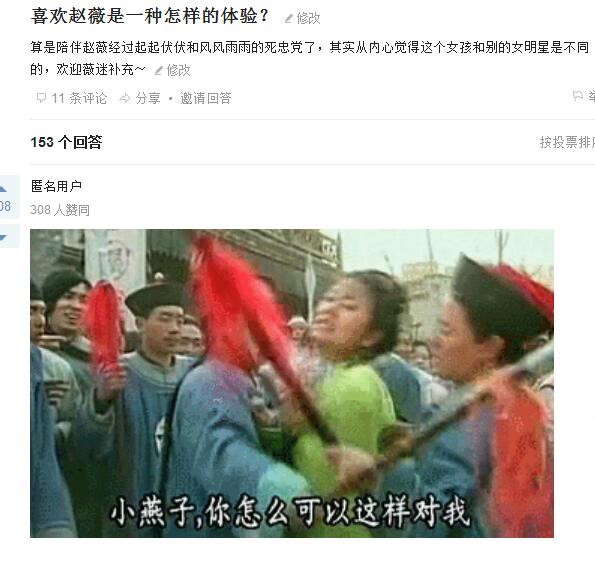 喜欢赵薇是一种怎样的体验？ 修改
算是陪伴赵薇经过起起伏伏和风风雨雨的死忠党了，其实从内心觉得这个女孩和别的女明星是不同
的，欢迎薇迷补充～ 修改
11 条评论 分享 • 邀请回答
153 个回答 按投票排
匿名用户
08 308 人赞同
小燕子,你怎么可以这样对我